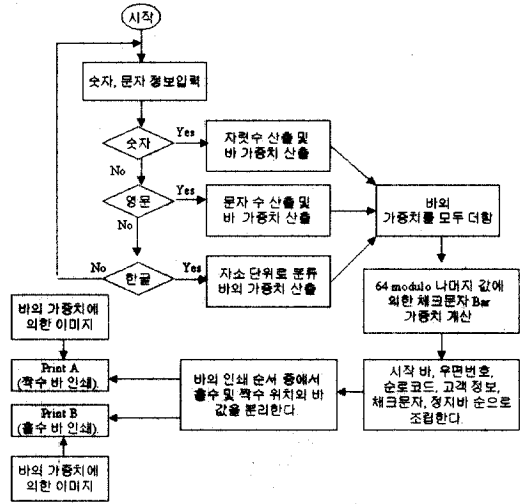 시작
숫자, 문자 정보입력
숫자
Yes
자릿수 산출 및
바 가중치 산출
No
영문
Yes
문자 수 산출 및
바 가중치 산출
바의
가중치를 모두 더함
No
No
한글
Yes
자소 단위로 분류
바의 가중치 산출
64 modulo 나머지 값에
의한 체크문자 Bar
가중치 계산
바의 가중치에
의한 이미지
Print A
(짝수 바 인쇄).
바의 인쇄 순서 중에서
홀수 및 짝수 위치의 바
값을 분리한다.
시작 바, 우편번호,
순로코드, 고객 정보,
체크문자, 정지바 순으로
조립한다.
Print B
(홀수 바 인쇄)
바의 가중치에
의한 이미지